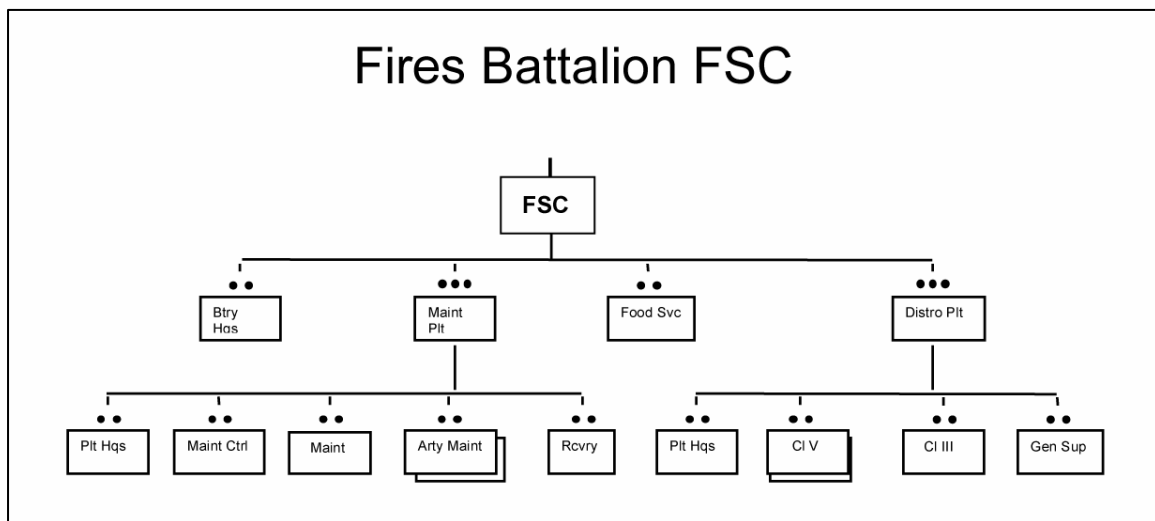 Fires Battalion FSC
FSC
Btry
Hqs
Maint
Plt
Food Svc
Distro Plt
Plt Hqs
Maint Ctrl
Maint
Arty Maint
Rcvry
Plt Hqs
Cl V
Cl III
Gen Sup